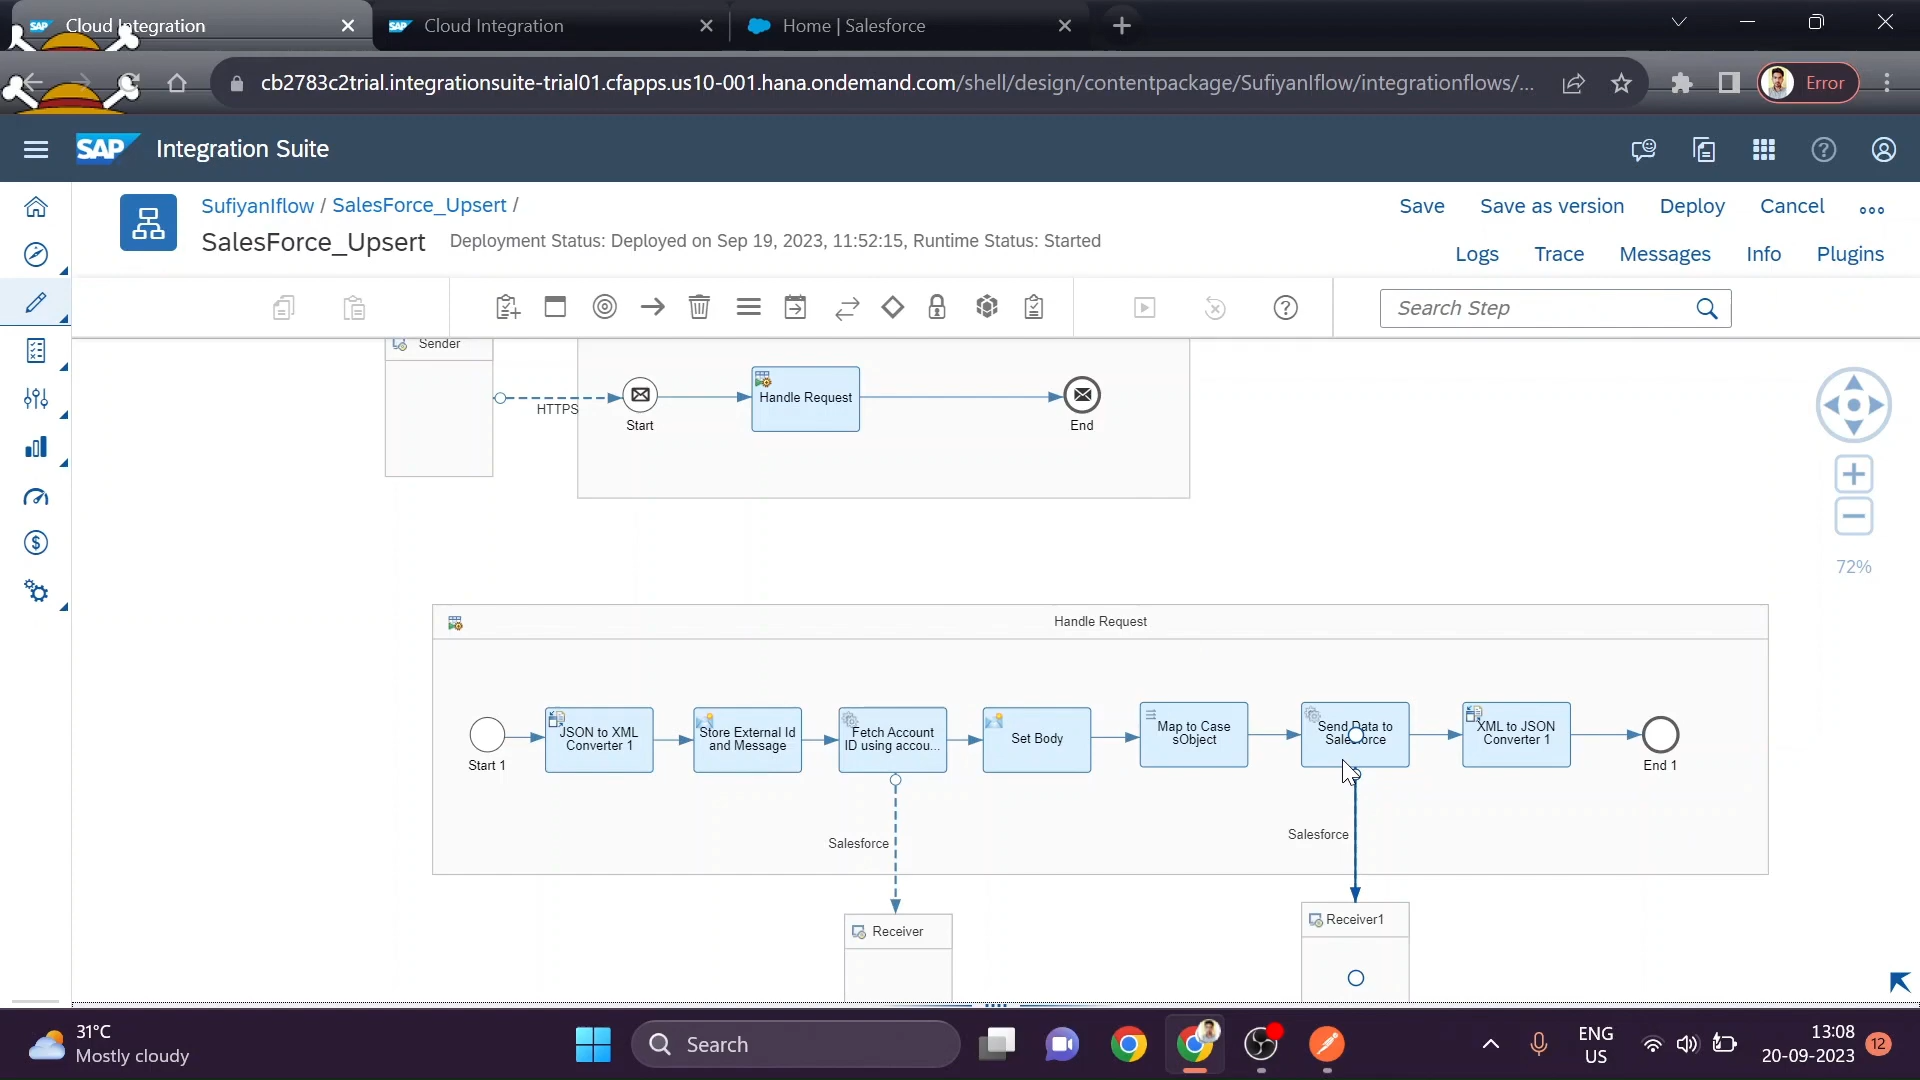 Cloud Integration
Cloud Integration
Home | Salesforce
cb2783c2trial.integrationsuite-trial01.cfapps.us10-001.hana.ondemand.com/shell/design/contentpackage/SufiyanIflow/integrationflows/...
Error
SAP
Integration Suite
SufiyanIflow / SalesForce_Upsert /
Save
Save as version
Deploy
Cancel
SalesForce_Upsert
Deployment Status: Deployed on Sep 19, 2023, 11:52:15, Runtime Status: Started
Logs
Trace
Messages
Info
Plugins
Search Step
Sender
HTTPS
Start
Handle Request
End
72%
Handle Request
Start 1
JSON to XML
Converter 1
Store External Id
and Message
Fetch Account
ID using accou...
Set Body
Map to Case
sObject
Send Data to
Salesforce
XML to JSON
Converter 1
End 1
Salesforce
Salesforce
Receiver
Receiver1
31°C
Mostly cloudy
Search
ENG
US
13:08
20-09-2023
12